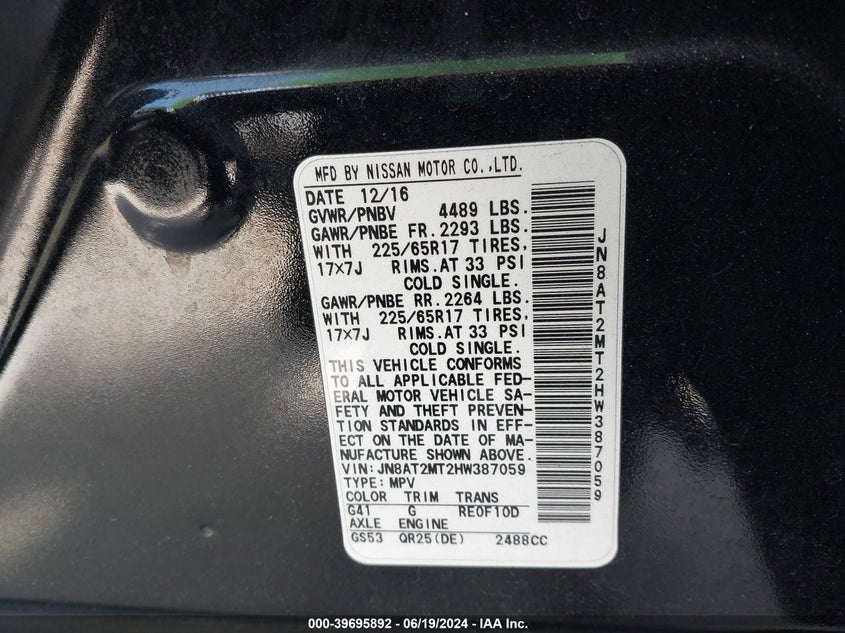 MFD BY NISSAN MOTOR CO.,LTD.
DATE 12/16
GVWR/PNBV 4489 LBS.
GAWR/PNBE FR. 2293 LBS.
WITH 225/65R17 TIRES,
17×7J RIMS.AT 33 PSI
COLD SINGLE.
GAWR/PNBE RR. 2264 LBS.
WITH 225/65R17 TIRES,
17×7J RIMS.AT 33 PSI
COLD SINGLE.
THIS VEHICLE CONFORMS
TO ALL APPLICABLE FED-
ERAL MOTOR VEHICLE SA-
FETY AND THEFT PREVEN-
TION STANDARDS IN EFF-
ECT ON THE DATE OF MA-
NUFACTURE SHOWN ABOVE.
VIN:JN8AT2MT2HW387059
TYPE:MPV
COLOR TRIM TRANS
G41 G RE0F10D
AXLE ENGINE
GS53 QR25(DE) 2488CC
JN8AT2MT2HW387059
000-39695892 - 06/19/2024 - IAA Inc.